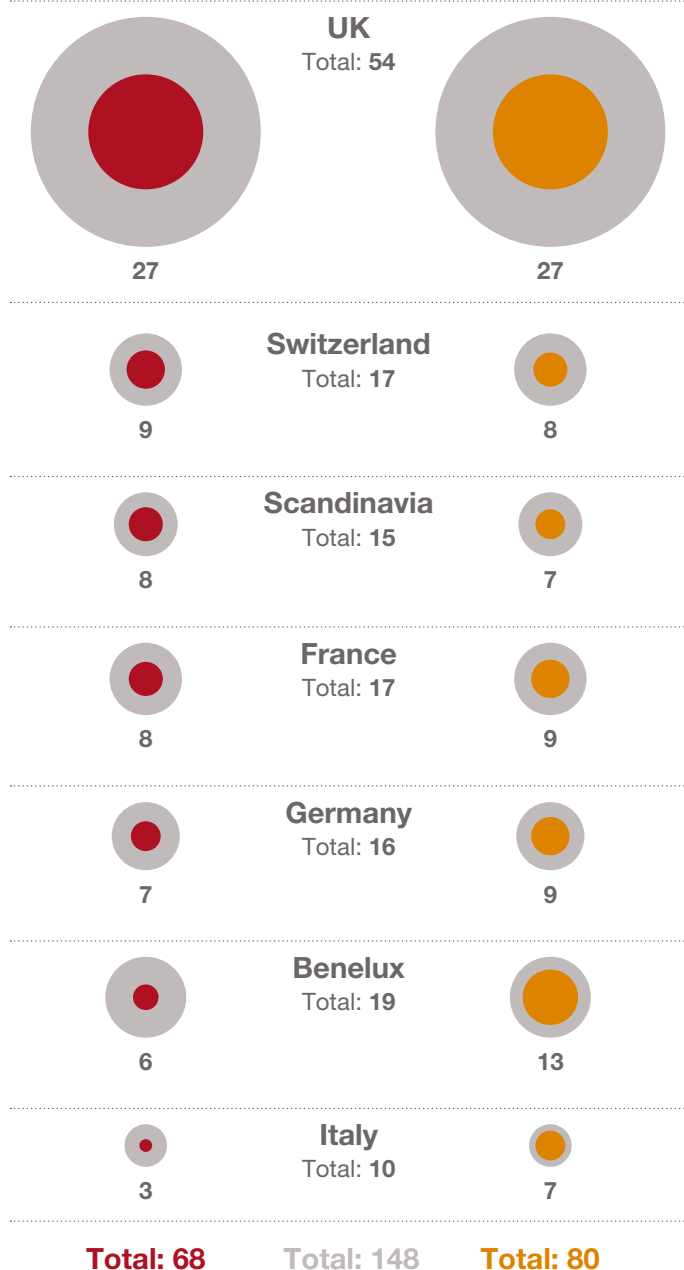 UK
Total: 54
27 27
Switzerland
Total: 17
9 8
Scandinavia
Total: 15
8 7
France
Total: 17
8 9
Germany
Total: 16
7 9
Benelux
Total: 19
6 13
Italy
Total: 10
3 7
Total: 68 Total: 148 Total: 80